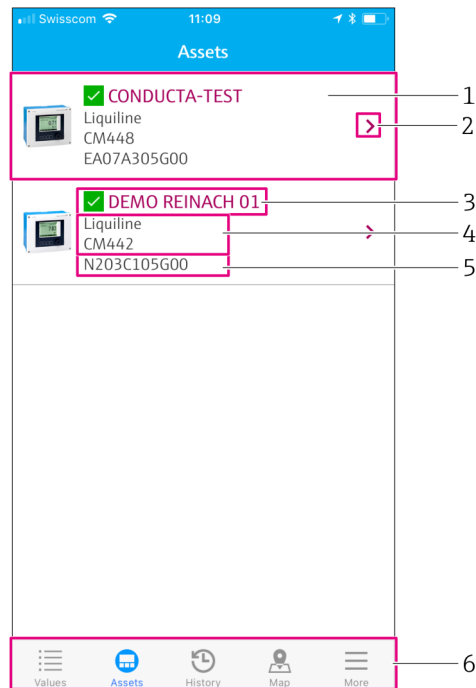 Swisscom 11:09
Assets
CONDUCTA-TEST
Liquiline
CM448
EA07A305G00
1
2
DEMO REINACH 01
Liquiline
CM442
N203C105G00
3
4
5
Values Assets History Map More
6